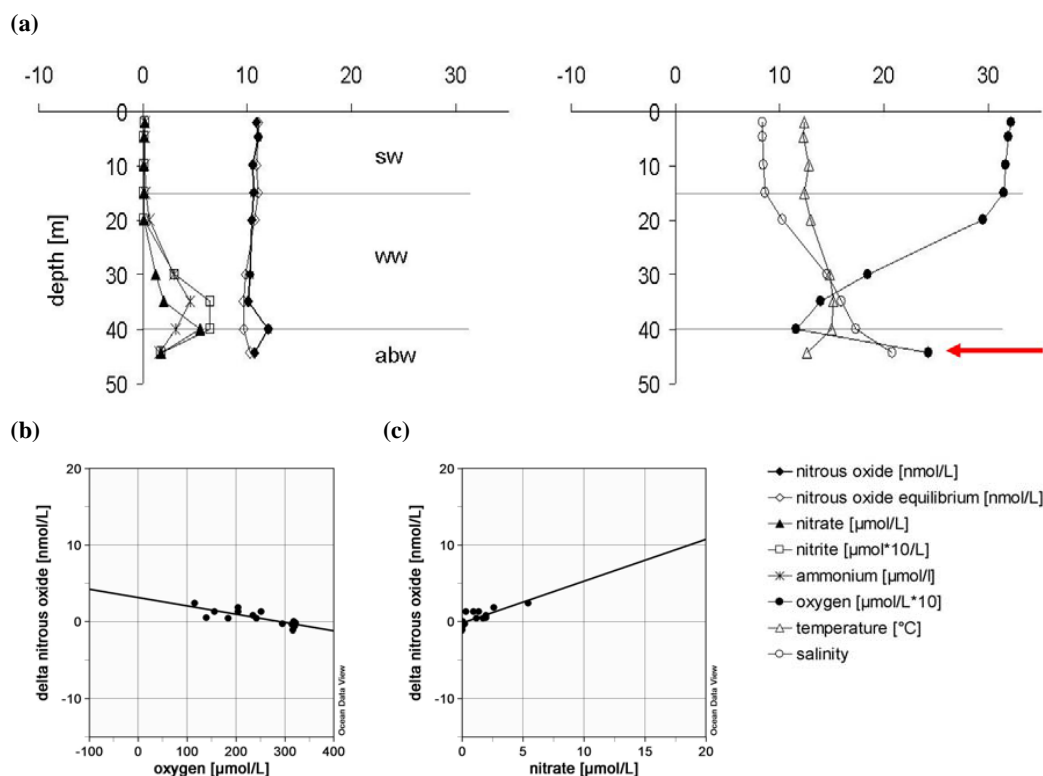 (a)
-10 0 10 20 30
-10 0 10 20 30
0
10
20
30
40
50
depth [m]
sw
ww
abw
0
10
20
30
40
50
(b)
(c)
20
10
0
-10
delta nitrous oxide [nmol/L]
-100 0 100 200 300 400
oxygen [µmol/L]
Ocean Data View
20
10
0
-10
delta nitrous oxide [nmol/L]
0 5 10 15 20
nitrate [µmol/L]
Ocean Data View
nitrous oxide [nmol/L]
nitrous oxide equilibrium [nmol/L]
nitrate [µmol/L]
nitrite [µmol*10/L]
ammonium [µmol/l]
oxygen [µmol/L*10]
temperature [°C]
salinity